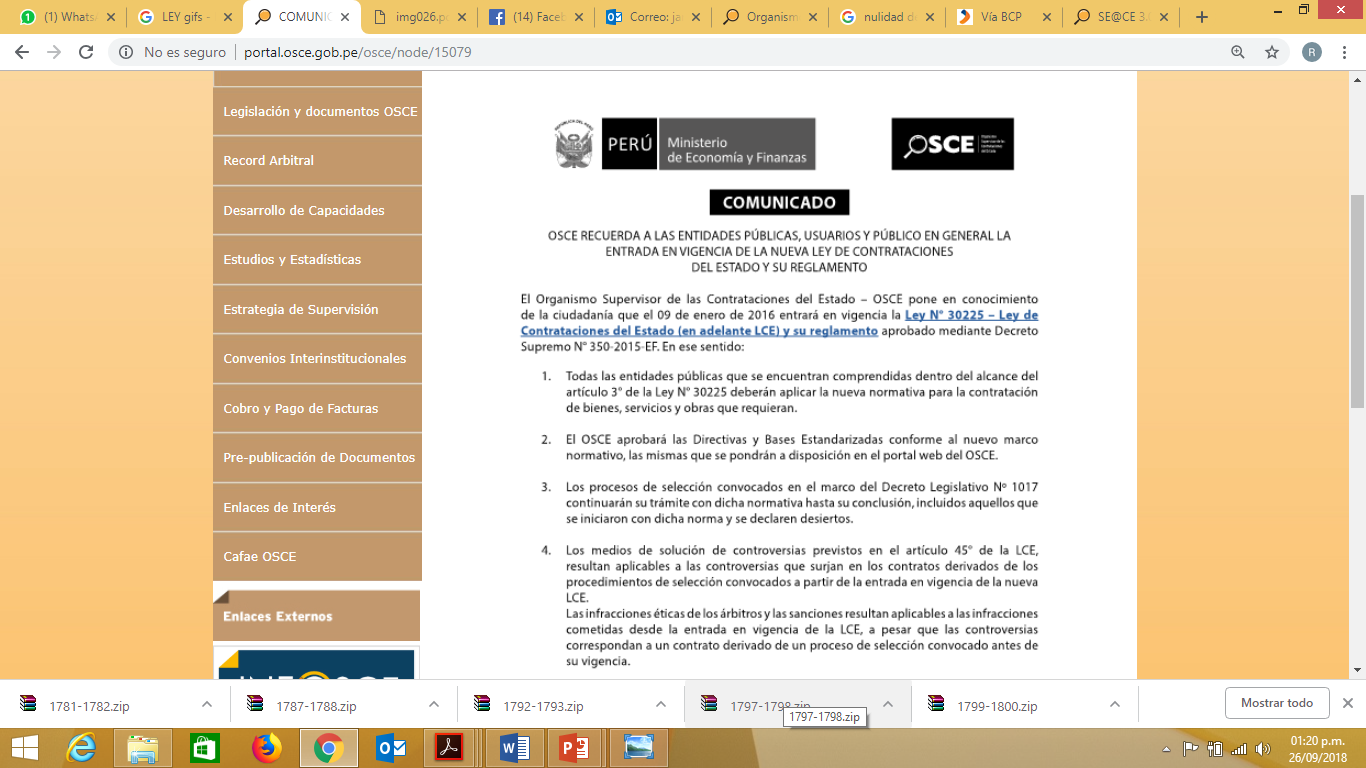 (1) Whats
LEY gifs -
COMUNIC
img026.p
(14) Faceb
Correo: ja
Organism
nulidad d
Vía BCP
SE@CE 3.
No es seguro | portal.osce.gob.pe/osce/node/15079
R
Legislación y documentos OSCE
Record Arbitral
Desarrollo de Capacidades
Estudios y Estadísticas
Estrategia de Supervisión
Convenios Interinstitucionales
Cobro y Pago de Facturas
Pre-publicación de Documentos
Enlaces de Interés
Cafae OSCE
Enlaces Externos
PERÚ
Ministerio
de Economía y Finanzas
OSCE
COMUNICADO
OSCE RECUERDA A LAS ENTIDADES PÚBLICAS, USUARIOS Y PÚBLICO EN GENERAL LA
ENTRADA EN VIGENCIA DE LA NUEVA LEY DE CONTRATACIONES
DEL ESTADO Y SU REGLAMENTO
El Organismo Supervisor de las Contrataciones del Estado – OSCE pone en conocimiento
de la ciudadanía que el 09 de enero de 2016 entrará en vigencia la Ley N° 30225 – Ley de
Contrataciones del Estado (en adelante LCE) y su reglamento aprobado mediante Decreto
Supremo N° 350-2015-EF. En ese sentido:
1. Todas las entidades públicas que se encuentran comprendidas dentro del alcance del
artículo 3° de la Ley N° 30225 deberán aplicar la nueva normativa para la contratación
de bienes, servicios y obras que requieran.
2. El OSCE aprobará las Directivas y Bases Estandarizadas conforme al nuevo marco
normativo, las mismas que se pondrán a disposición en el portal web del OSCE.
3. Los procesos de selección convocados en el marco del Decreto Legislativo Nº 1017
continuarán su trámite con dicha normativa hasta su conclusión, incluidos aquellos que
se iniciaron con dicha norma y se declaren desiertos.
4. Los medios de solución de controversias previstos en el artículo 45° de la LCE,
resultan aplicables a las controversias que surjan en los contratos derivados de los
procedimientos de selección convocados a partir de la entrada en vigencia de la nueva
LCE.
Las infracciones éticas de los árbitros y las sanciones resultan aplicables a las infracciones
cometidas desde la entrada en vigencia de la LCE, a pesar que las controversias
correspondan a un contrato derivado de un proceso de selección convocado antes de
su vigencia.
1781-1782.zip
1787-1788.zip
1792-1793.zip
1797-1798.zip
1799-1800.zip
Mostrar todo
1797-1798.zip
01:20 p.m.
26/09/2018